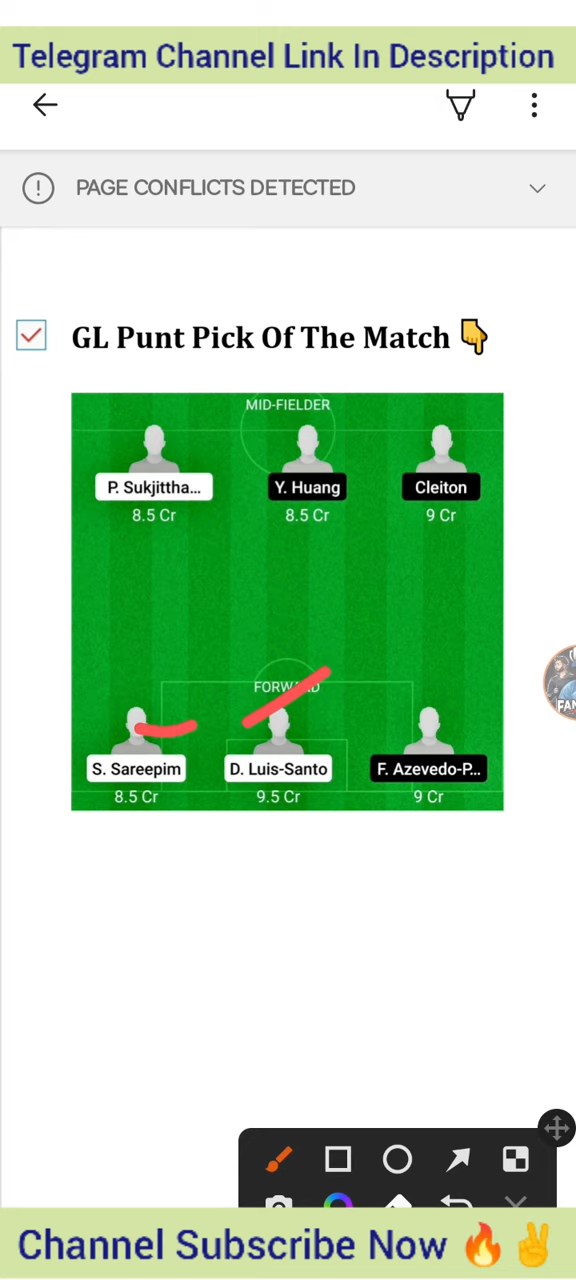 Telegram Channel Link In Description
PAGE CONFLICTS DETECTED
GL Punt Pick Of The Match 👇
MID-FIELDER
P. Sukjittha... Y. Huang Cleiton
8.5 Cr 8.5 Cr 9 Cr
FORWARD
S. Sareepim D. Luis-Santo F. Azevedo-P...
8.5 Cr 9.5 Cr 9 Cr
FAN
Channel Subscribe Now 🔥✌️